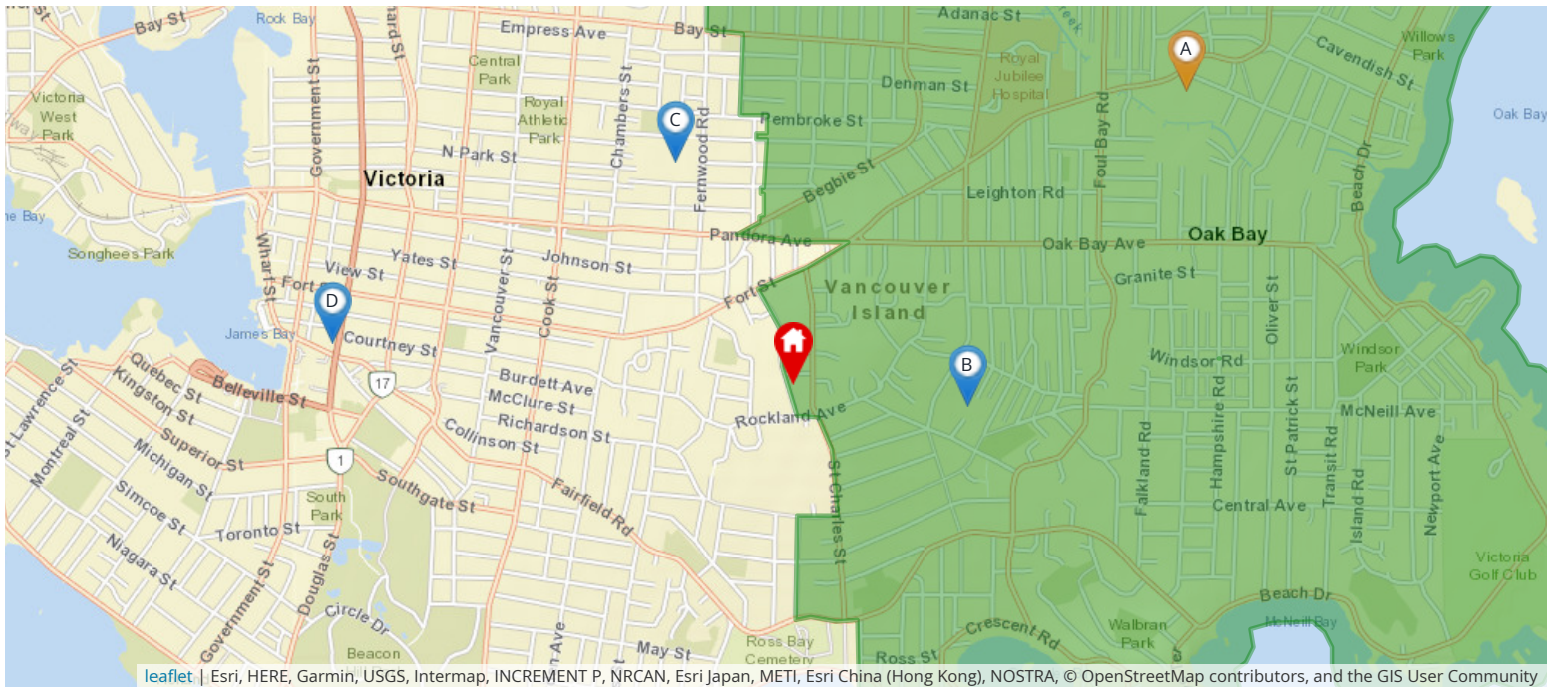 Rock Bay
Bay St
Empress Ave
Bay St
Adanac St
Willows
Park
Cavendish St
Central
Park
Royal
Jubilee
Hospital
Denman St
A
Victoria
West
Park
Government St
Royal
Athletic
Park
Chambers St
C
Fernwood Rd
Pembroke St
Foul Bay Rd
Oak Bay
Beach Dr
N Park St
Victoria
Begbie St
Leighton Rd
Songhees Park
Wharf St
Yates St
View St
Johnson St
Pandora Ave
Oak Bay Ave
Oak Bay
Fort St
Granite St
Vancouver St
Cook St
Vancouver
Island
Oliver St
D
James Bay
Courtney St
Windsor Rd
Windsor
Park
B
Quebec St
Kingston St
Belleville St
17
Burdett Ave
McClure St
Richardson St
Collinson St
Rockland Ave
McNeill Ave
St Lawrence St
Montreal St
Superior St
Michigan St
1
Simcoe St
South
Park
Southgate St
Fairfield Rd
St Charles St
Falkland Rd
Hampshire Rd
St Patrick St
Transit Rd
Island Rd
Newport Ave
Central Ave
Toronto St
Niagara St
Douglas St
Government St
Circle Dr
Beacon
May St
Ross Bay
Cemetery
Ross St
Crescent Rd
Walbran
Park
Beach Dr
McNeill Bay
Victoria
Golf Club
leaflet | Esri, HERE, Garmin, USGS, Intermap, INCREMENT P, NRCAN, Esri Japan, METI, Esri China (Hong Kong), NOSTRA, © OpenStreetMap contributors, and the GIS User Community